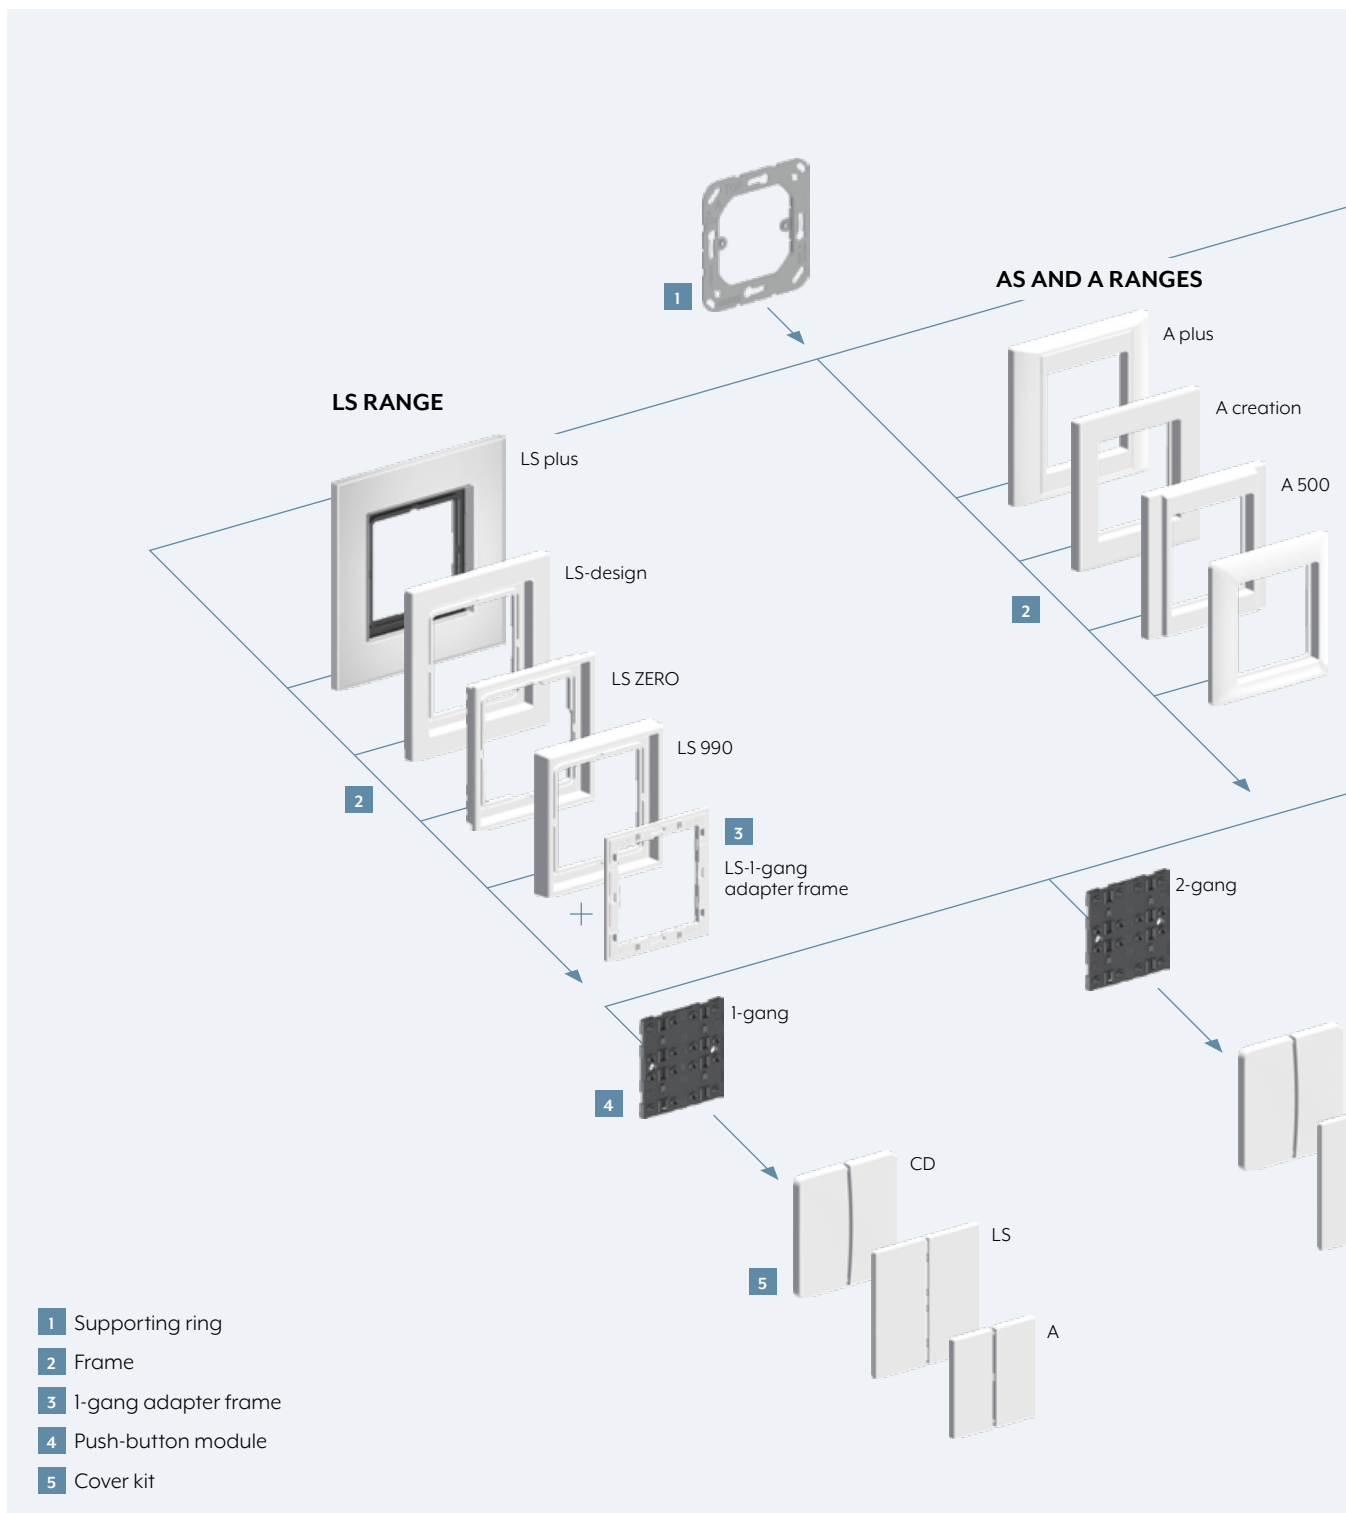 1
AS AND A RANGES
A plus
LS RANGE
A creation
LS plus
A 500
LS-design
2
LS ZERO
LS 990
2
3
LS-1-gang
adapter frame
2-gang
1-gang
4
CD
LS
5
1 Supporting ring
A
2 Frame
3 1-gang adapter frame
4 Push-button module
5 Cover kit